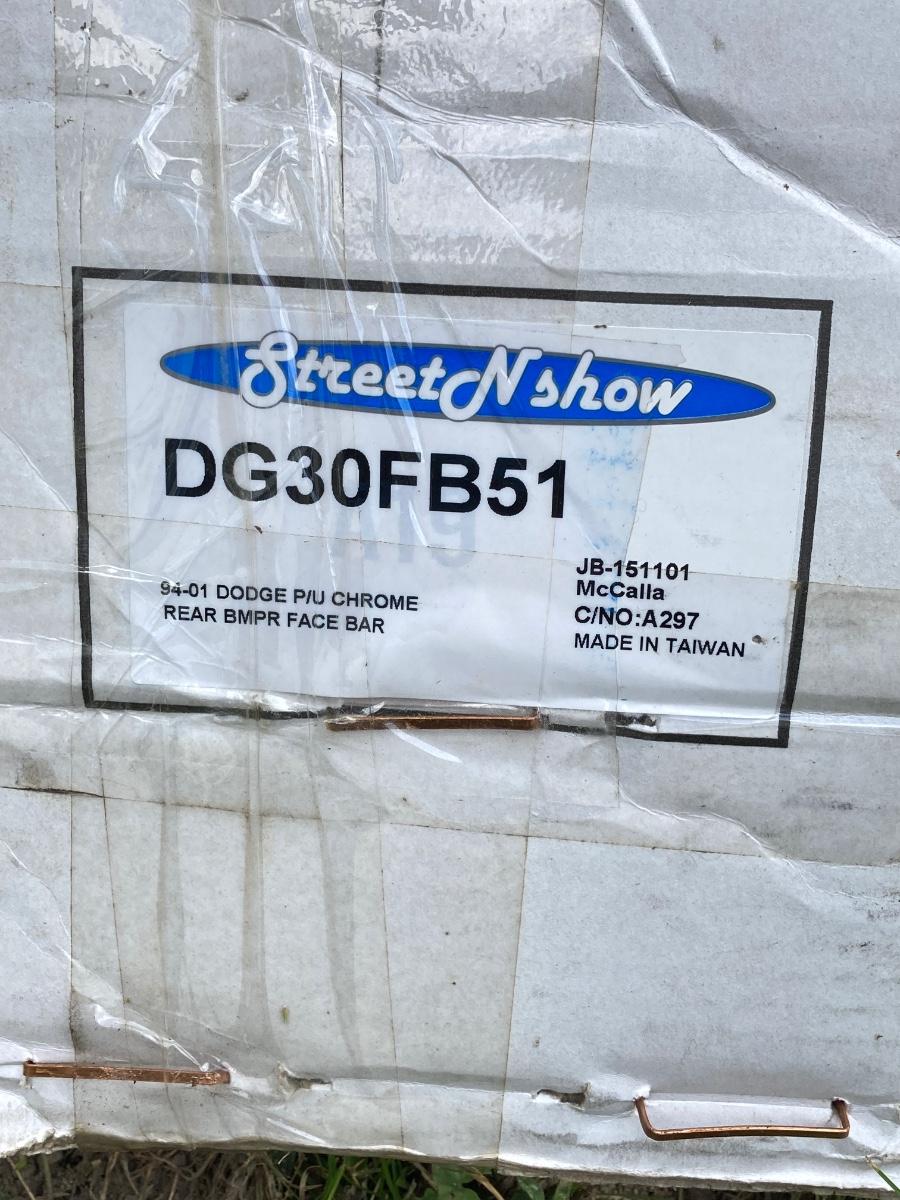 StreetNshow
DG30FB51
94-01 DODGE P/U CHROME
REAR BMPR FACE BAR
JB-151101
McCalla
C/NO:A297
MADE IN TAIWAN